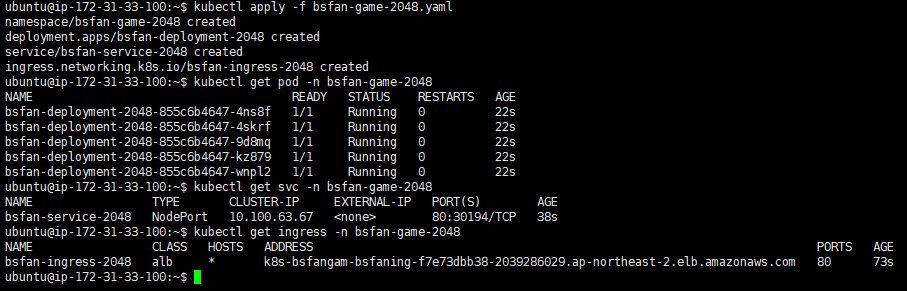 ubuntu@ip-172-31-33-100:~$ kubectl apply -f bsfan-game-2048.yaml
namespace/bsfan-game-2048 created
deployment.apps/bsfan-deployment-2048 created
service/bsfan-service-2048 created
ingress.networking.k8s.io/bsfan-ingress-2048 created
ubuntu@ip-172-31-33-100:~$ kubectl get pod -n bsfan-game-2048
NAME                                     READY   STATUS    RESTARTS   AGE
bsfan-deployment-2048-855c6b4647-4ns8f   1/1     Running   0          22s
bsfan-deployment-2048-855c6b4647-4skrf   1/1     Running   0          22s
bsfan-deployment-2048-855c6b4647-9d8mq   1/1     Running   0          22s
bsfan-deployment-2048-855c6b4647-kz879   1/1     Running   0          22s
bsfan-deployment-2048-855c6b4647-wnpl2   1/1     Running   0          22s
ubuntu@ip-172-31-33-100:~$ kubectl get svc -n bsfan-game-2048
NAME                 TYPE       CLUSTER-IP     EXTERNAL-IP   PORT(S)        AGE
bsfan-service-2048   NodePort   10.100.63.67   <none>        80:30194/TCP   38s
ubuntu@ip-172-31-33-100:~$ kubectl get ingress -n bsfan-game-2048
NAME                 CLASS   HOSTS   ADDRESS                                                                        PORTS   AGE
bsfan-ingress-2048   alb     *       k8s-bsfangam-bsfaning-f7e73dbb38-2039286029.ap-northeast-2.elb.amazonaws.com   80      73s
ubuntu@ip-172-31-33-100:~$